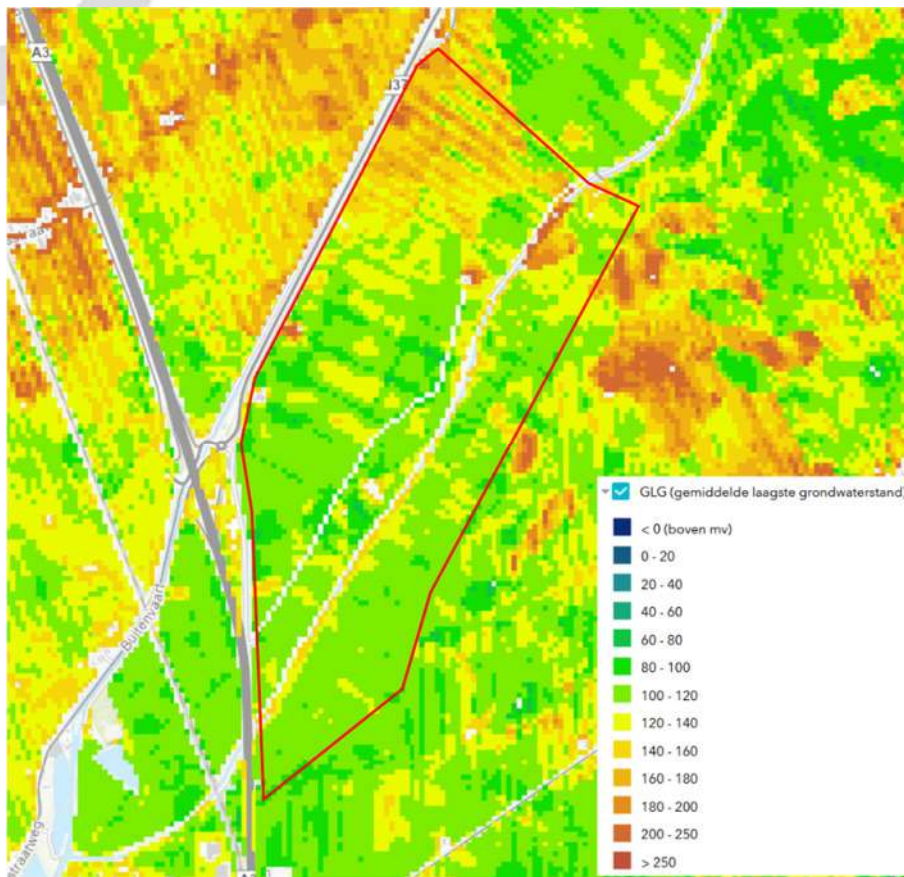 A3
Buitenvaart
straatweg
GLG (gemiddelde laagste grondwaterstand)
< 0 (boven mv)
0 - 20
20 - 40
40 - 60
60 - 80
80 - 100
100 - 120
120 - 140
140 - 160
160 - 180
180 - 200
200 - 250
> 250